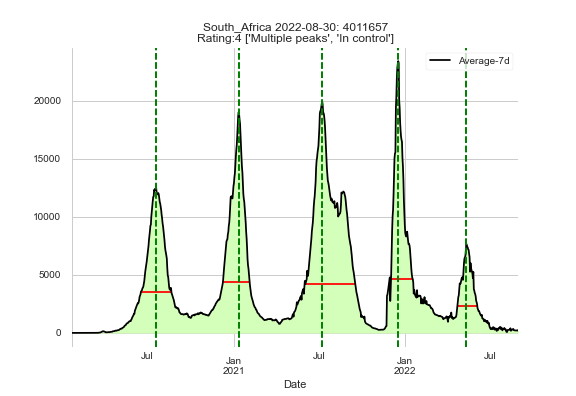 South_Africa 2022-08-30: 4011657
Rating:4 ['Multiple peaks', 'In control']
Average-7d
20000
15000
10000
5000
0
Jul
Jan
2021
Jul
Jan
2022
Jul
Date